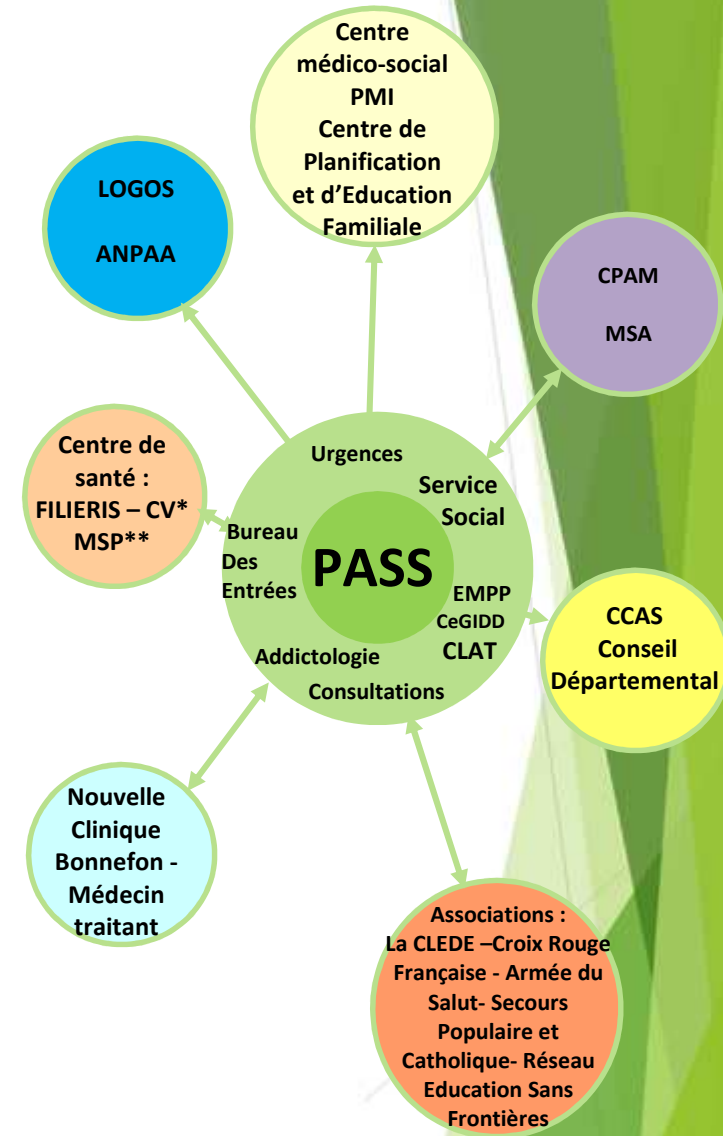 Centre
médico-social
PMI
Centre de
Planification
et d'Education
Familiale
LOGOS
ANPAA
CPAM
MSA
Centre de
santé :
FILIERIS – CV*
MSP**
Urgences
Service
Social
Bureau
Des
Entrées
PASS
EMPP
CeGIDD
CLAT
Addictologie
Consultations
CCAS
Conseil
Départemental
Nouvelle
Clinique
Bonnefon -
Médecin
traitant
Associations :
La CLEDE –Croix Rouge
Française - Armée du
Salut- Secours
Populaire et
Catholique- Réseau
Education Sans
Frontières